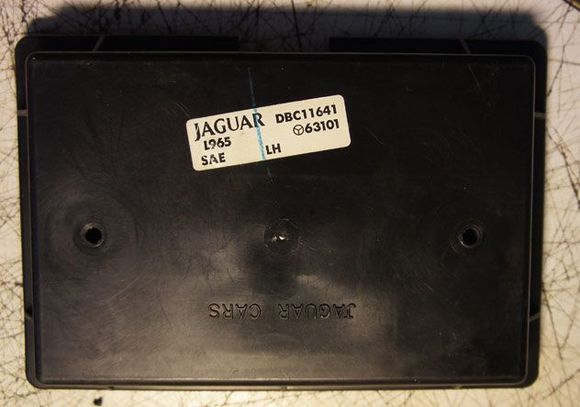 JAGUAR DBC11641
L965 63101
SAE LH
JAGUAR CARS